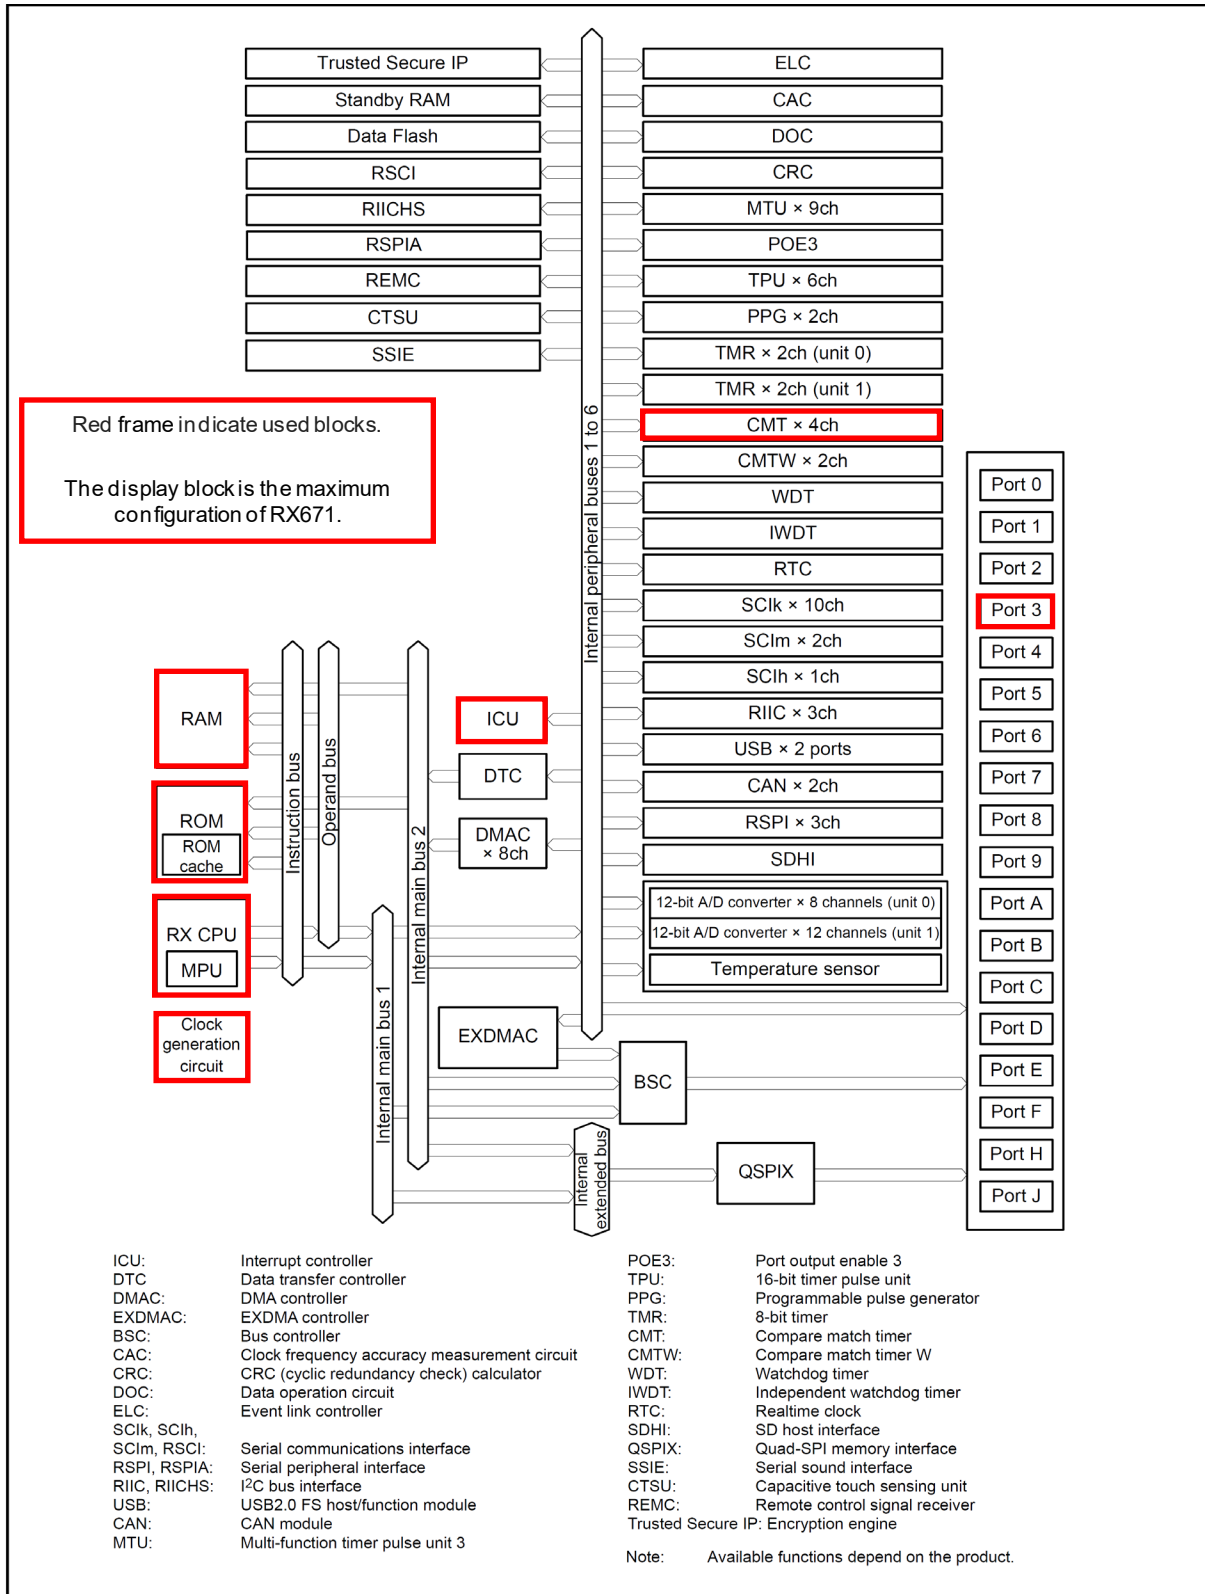 Trusted Secure IP
Standby RAM
Data Flash
RSCI
RIICHS
RSPIA
REMC
CTSU
SSIE
Red frame indicate used blocks.
The display block is the maximum
configuration of RX671.
Internal peripheral buses 1 to 6
ELC
CAC
DOC
CRC
MTU × 9ch
POE3
TPU × 6ch
PPG × 2ch
TMR × 2ch (unit 0)
TMR × 2ch (unit 1)
CMT × 4ch
CMTW × 2ch
WDT
IWDT
RTC
SCIk × 10ch
SCIm × 2ch
SCIh × 1ch
RIIC × 3ch
USB × 2 ports
CAN × 2ch
RSPI × 3ch
SDHI
12-bit A/D converter × 8 channels (unit 0)
12-bit A/D converter × 12 channels (unit 1)
Temperature sensor
Port 0
Port 1
Port 2
Port 3
Port 4
Port 5
Port 6
Port 7
Port 8
Port 9
Port A
Port B
Port C
Port D
Port E
Port F
Port H
Port J
RAM
ROM
ROM
cache
RX CPU
MPU
Clock
generation
circuit
Instruction bus
Operand bus
Internal main bus 1
Internal main bus 2
ICU
DTC
DMAC
× 8ch
EXDMAC
BSC
Internal
extended bus
QSPIX
ICU: Interrupt controller
DTC Data transfer controller
DMAC: DMA controller
EXDMAC: EXDMA controller
BSC: Bus controller
CAC: Clock frequency accuracy measurement circuit
CRC: CRC (cyclic redundancy check) calculator
DOC: Data operation circuit
ELC: Event link controller
SCIk, SCIh,
SCIm, RSCI: Serial communications interface
RSPI, RSPIA: Serial peripheral interface
RIIC, RIICHS: I²C bus interface
USB: USB2.0 FS host/function module
CAN: CAN module
MTU: Multi-function timer pulse unit 3
POE3: Port output enable 3
TPU: 16-bit timer pulse unit
PPG: Programmable pulse generator
TMR: 8-bit timer
CMT: Compare match timer
CMTW: Compare match timer W
WDT: Watchdog timer
IWDT: Independent watchdog timer
RTC: Realtime clock
SDHI: SD host interface
QSPIX: Quad-SPI memory interface
SSIE: Serial sound interface
CTSU: Capacitive touch sensing unit
REMC: Remote control signal receiver
Trusted Secure IP: Encryption engine
Note: Available functions depend on the product.